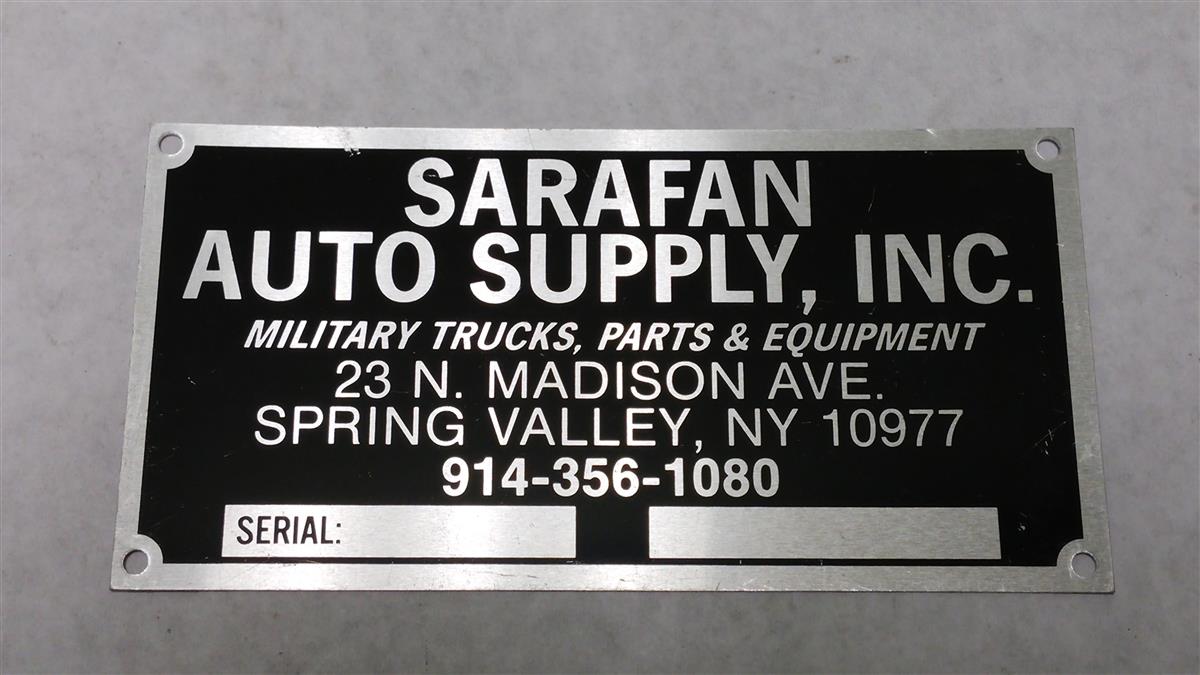 SARAFAN
AUTO SUPPLY, INC.
MILITARY TRUCKS, PARTS & EQUIPMENT
23 N. MADISON AVE.
SPRING VALLEY, NY 10977
914-356-1080
SERIAL: